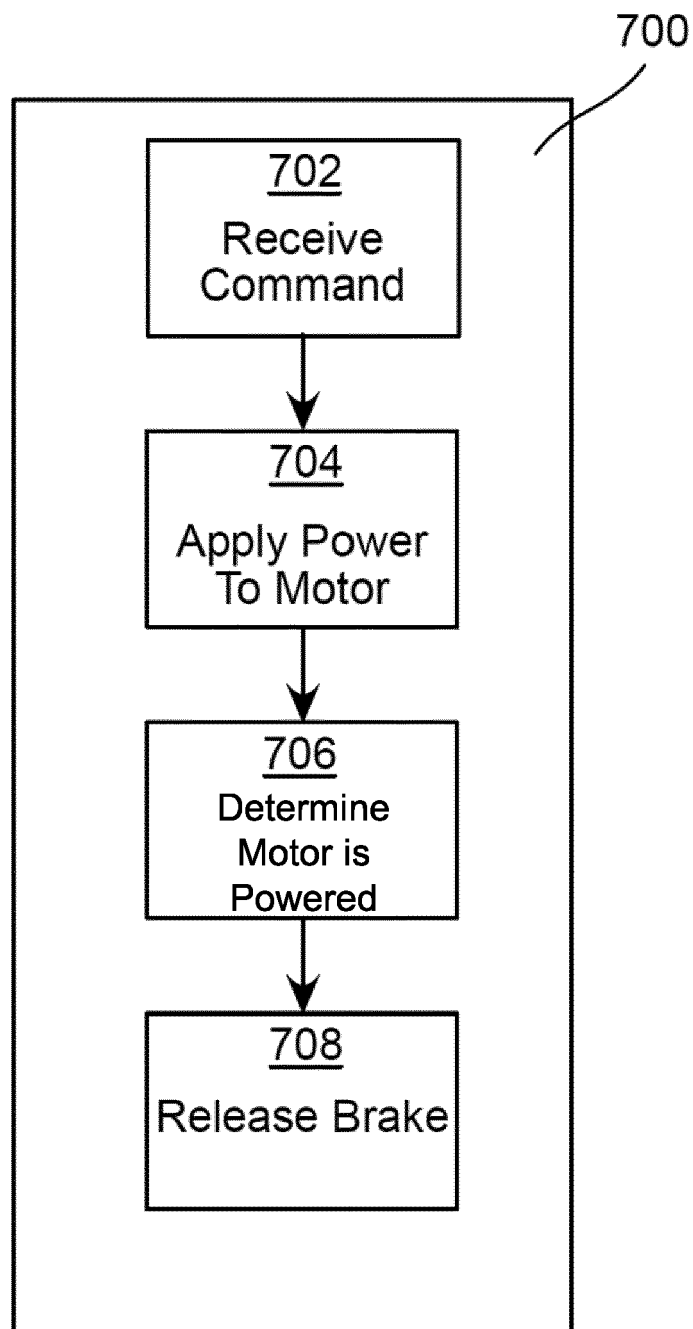 700
702
Receive
Command
704
Apply Power
To Motor
706
Determine
Motor is
Powered
708
Release Brake